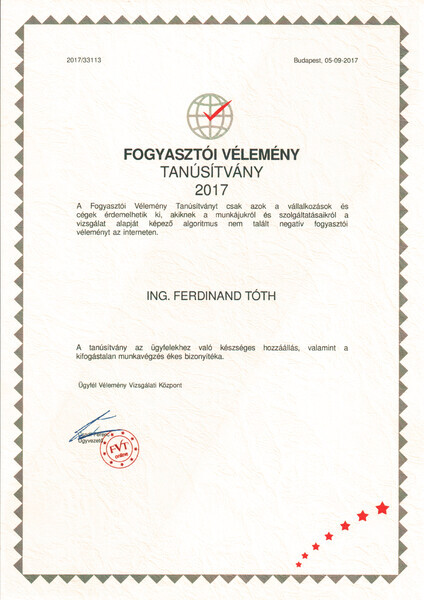 2017/33113
Budapest, 05-09-2017
FOGYASZTÓI VÉLEMÉNY
TANÚSÍTVÁNY
2017
A Fogyasztói Vélemény Tanúsítványt csak azok a vállalkozások és
cégek érdemelhetik ki, akiknek a munkájukról és szolgáltatásaikról a
vizsgálat alapját képező algoritmus nem talált negatív fogyasztói
véleményt az interneten.
ING. FERDINAND TÓTH
A tanúsítvány az ügyfelekhez való készséges hozzáállás, valamint a
kifogástalan munkavégzés ékes bizonyítéka.
Ügyfél Vélemény Vizsgálati Központ
Ügyvezető
FVT
online